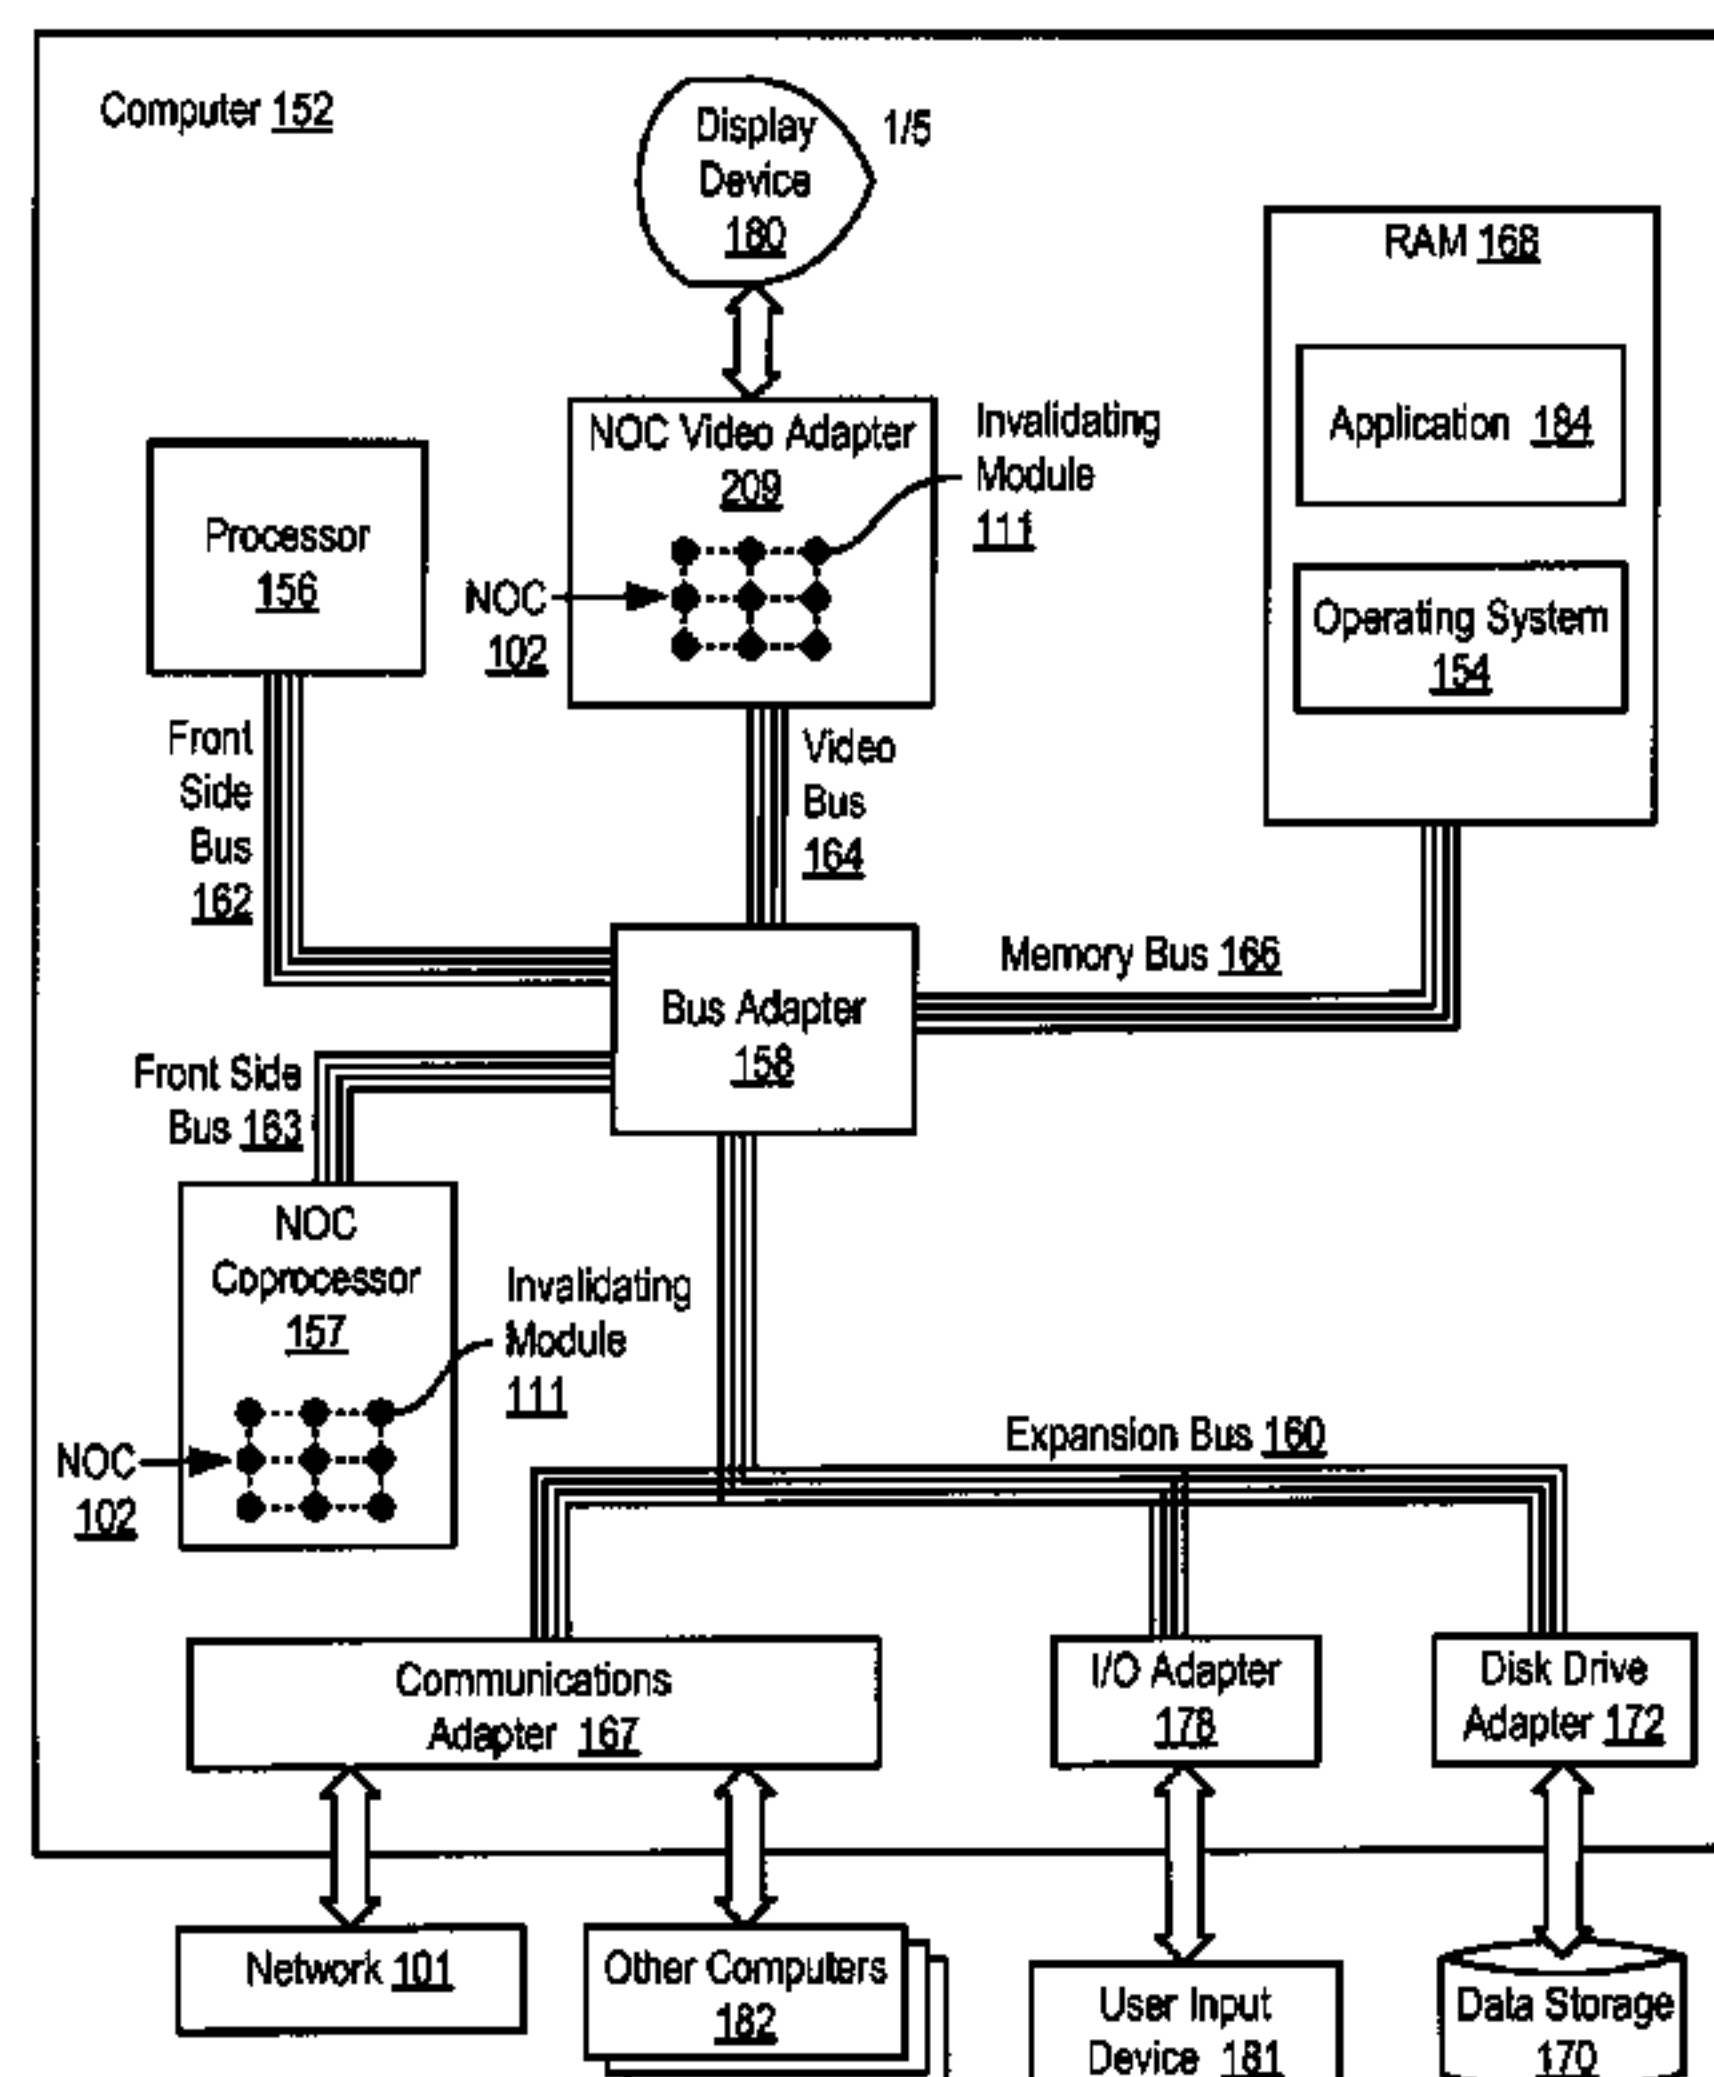 Computer 152
Display
Device
180
1/5
RAM 168
Application 184
Operating System
154
NOC Video Adapter
209
Invalidating
Module
111
NOC
102
Processor
156
Front
Side
Bus
162
Video
Bus
164
Memory Bus 166
Bus Adapter
158
Front Side
Bus 163
NOC
Coprocessor
157
Invalidating
Module
111
NOC
102
Expansion Bus 160
Communications
Adapter 167
I/O Adapter
178
Disk Drive
Adapter 172
Network 101
Other Computers
182
User Input
Device 181
Data Storage
170